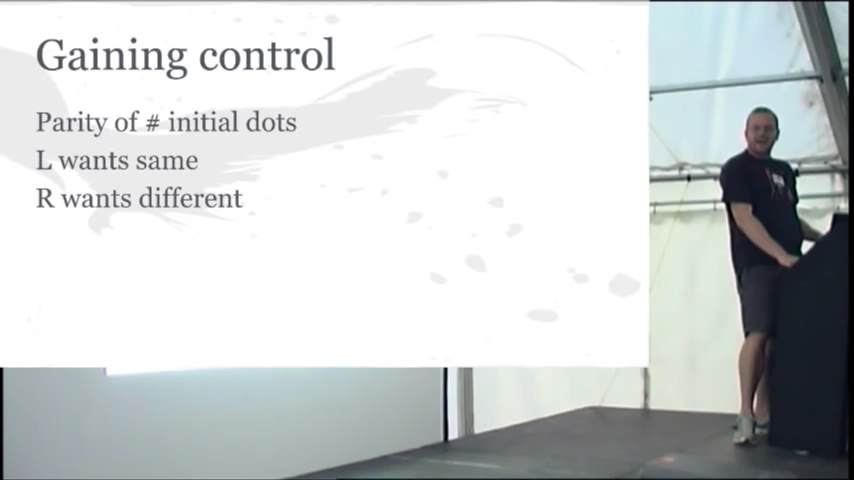 Gaining control
Parity of # initial dots
L wants same
R wants different